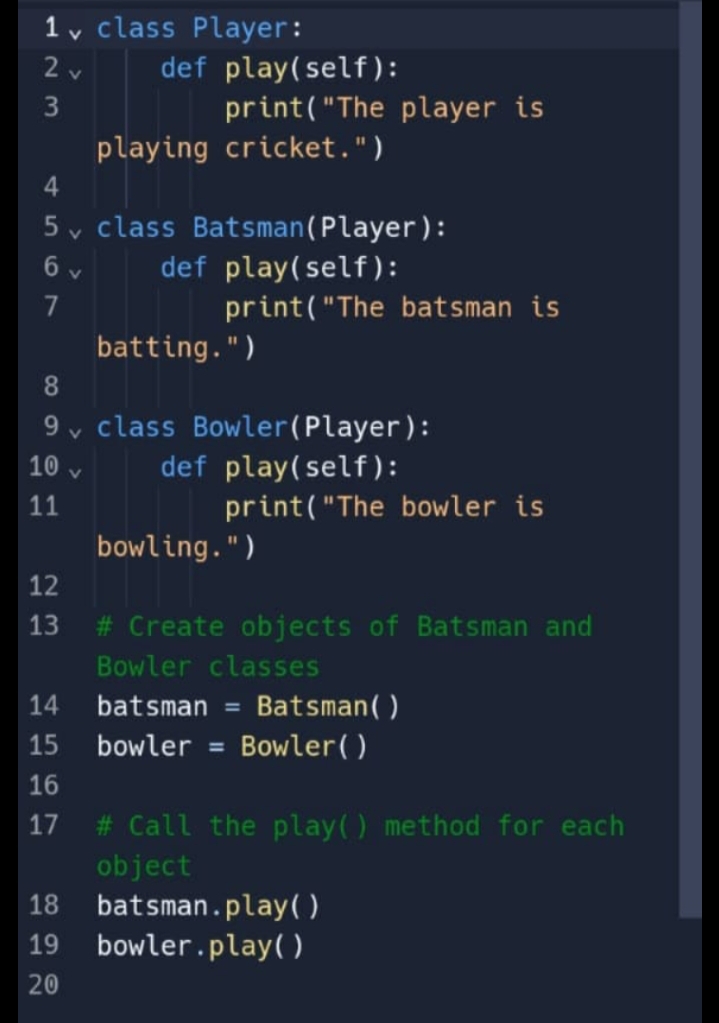 1 class Player:
2     def play(self):
3         print("The player is
playing cricket.")
4
5 class Batsman(Player):
6     def play(self):
7         print("The batsman is
batting.")
8
9 class Bowler(Player):
10     def play(self):
11         print("The bowler is
bowling.")
12
13 # Create objects of Batsman and
Bowler classes
14 batsman = Batsman()
15 bowler = Bowler()
16
17 # Call the play() method for each
object
18 batsman.play()
19 bowler.play()
20